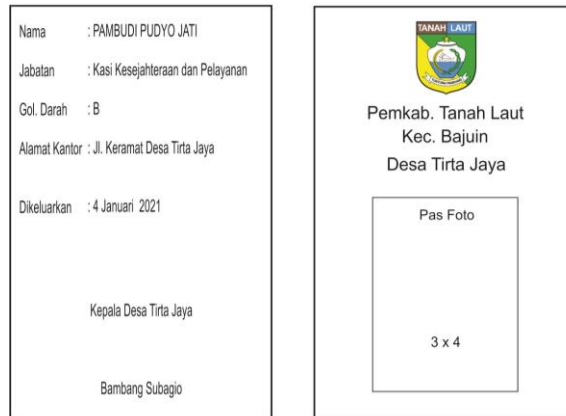 Nama : PAMBUDI PUDYO JATI
Jabatan : Kasi Kesejahteraan dan Pelayanan
Gol. Darah : B
Alamat Kantor : Jl. Keramat Desa Tirta Jaya
Dikeluarkan : 4 Januari 2021
Kepala Desa Tirta Jaya
Bambang Subagio
TANAH LAUT
Pemkab. Tanah Laut
Kec. Bajuin
Desa Tirta Jaya
Pas Foto
3 x 4